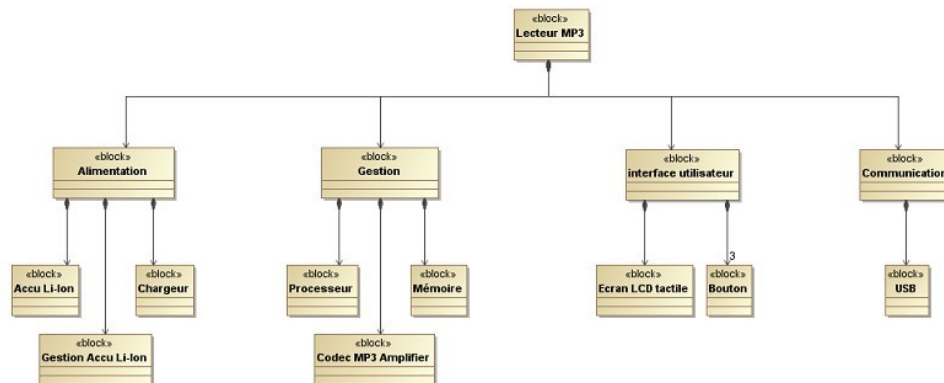 «block»
Lecteur MP3
«block»
Alimentation
«block»
Gestion
«block»
interface utilisateur
«block»
Communication
«block»
Accu Li-Ion
«block»
Chargeur
«block»
Processeur
«block»
Mémoire
«block»
Ecran LCD tactile
3
«block»
Bouton
«block»
USB
«block»
Gestion Accu Li-Ion
«block»
Codec MP3 Amplifier